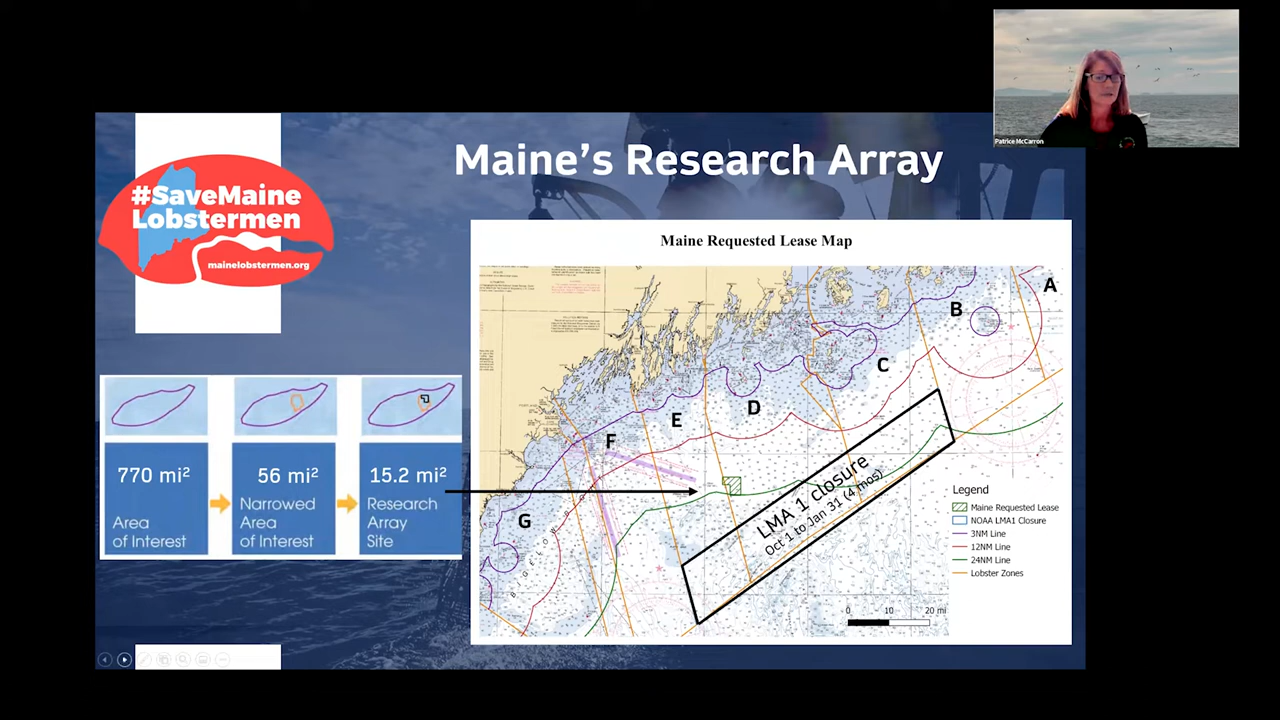 Patrice McCarron
Maine's Research Array
#SaveMaine
Lobstermen
mainelobstermen.org
770 mi²
Area
of Interest
56 mi²
Narrowed
Area
of Interest
15.2 mi²
Research
Array
Site
Maine Requested Lease Map
A
B
C
D
E
F
G
LMA 1 closure
Oct 1 to Jan 31 (4 mos)
Legend
Maine Requested Lease
NOAA LMA1 Closure
3NM Line
12NM Line
24NM Line
Lobster Zones
0 10 20 mi